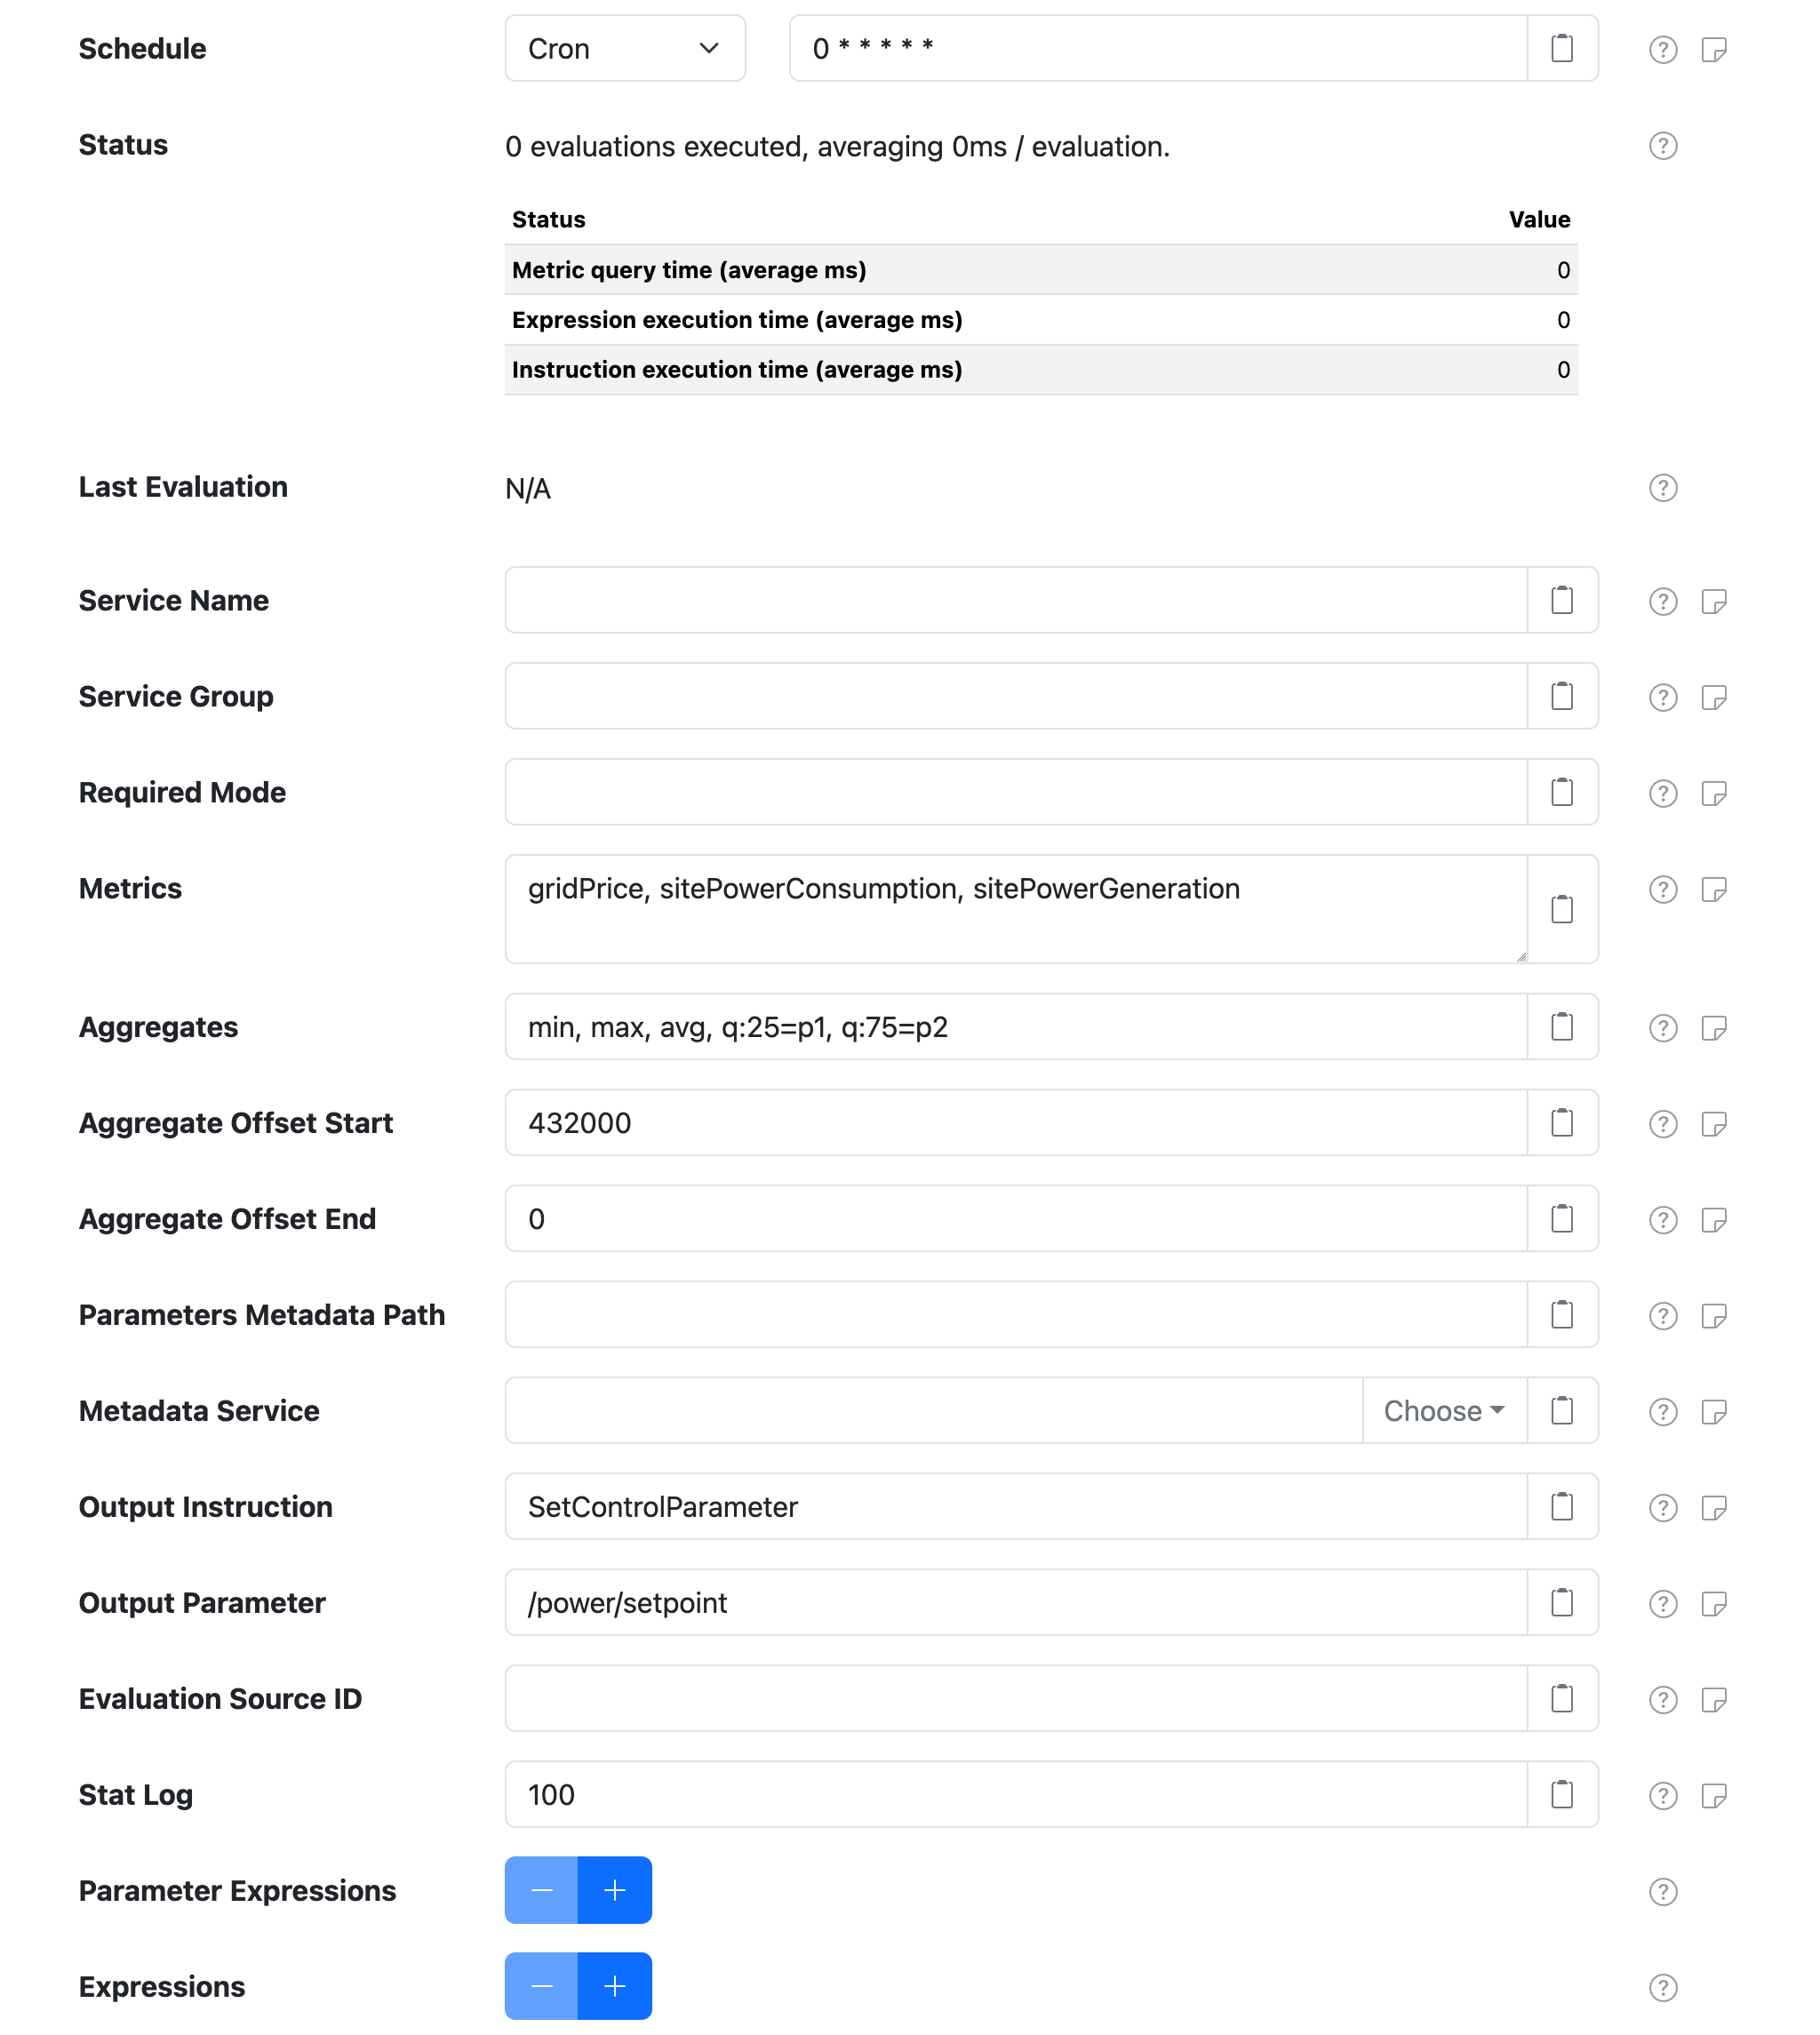 Schedule Cron 0 * * * * *
Status 0 evaluations executed, averaging 0ms / evaluation.
Status Value
Metric query time (average ms) 0
Expression execution time (average ms) 0
Instruction execution time (average ms) 0
Last Evaluation N/A
Service Name
Service Group
Required Mode
Metrics gridPrice, sitePowerConsumption, sitePowerGeneration
Aggregates min, max, avg, q:25=p1, q:75=p2
Aggregate Offset Start 432000
Aggregate Offset End 0
Parameters Metadata Path
Metadata Service Choose
Output Instruction SetControlParameter
Output Parameter /power/setpoint
Evaluation Source ID
Stat Log 100
Parameter Expressions
Expressions